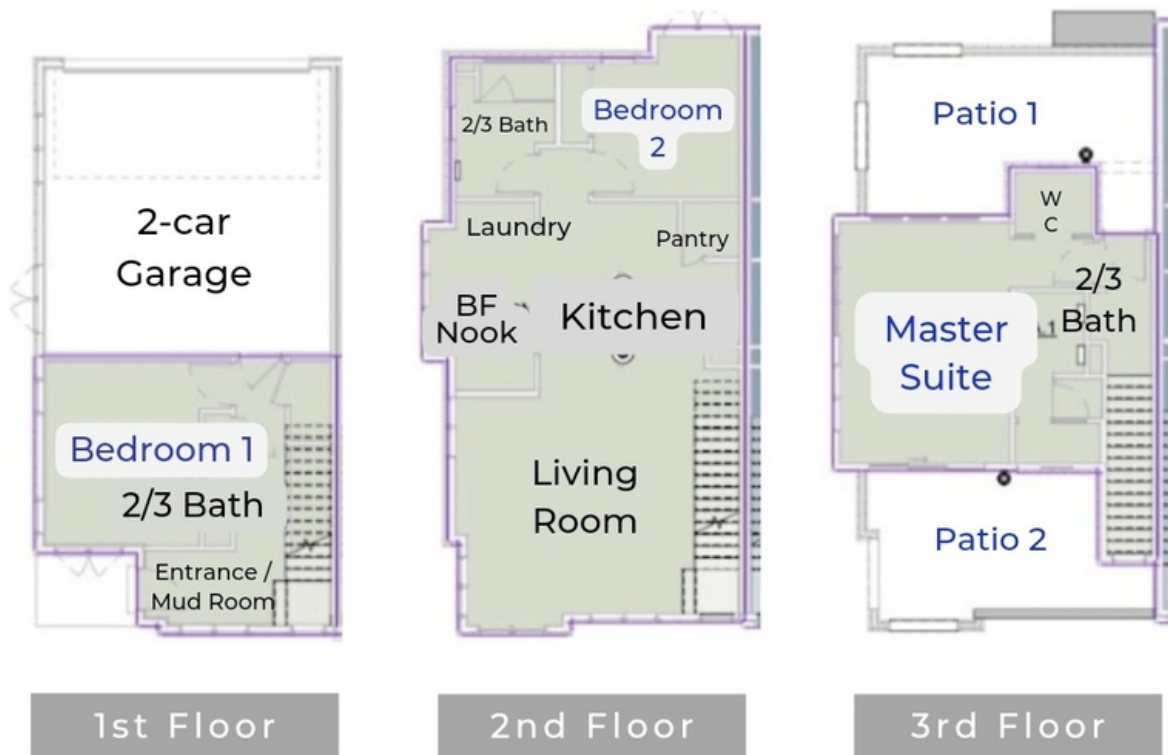 2-car
Garage
Bedroom 1
2/3 Bath
Entrance /
Mud Room
1st Floor
2/3 Bath
Bedroom
2
Laundry
Pantry
BF
Nook
Kitchen
Living
Room
2nd Floor
Patio 1
W
C
2/3
Bath
Master
Suite
Patio 2
3rd Floor